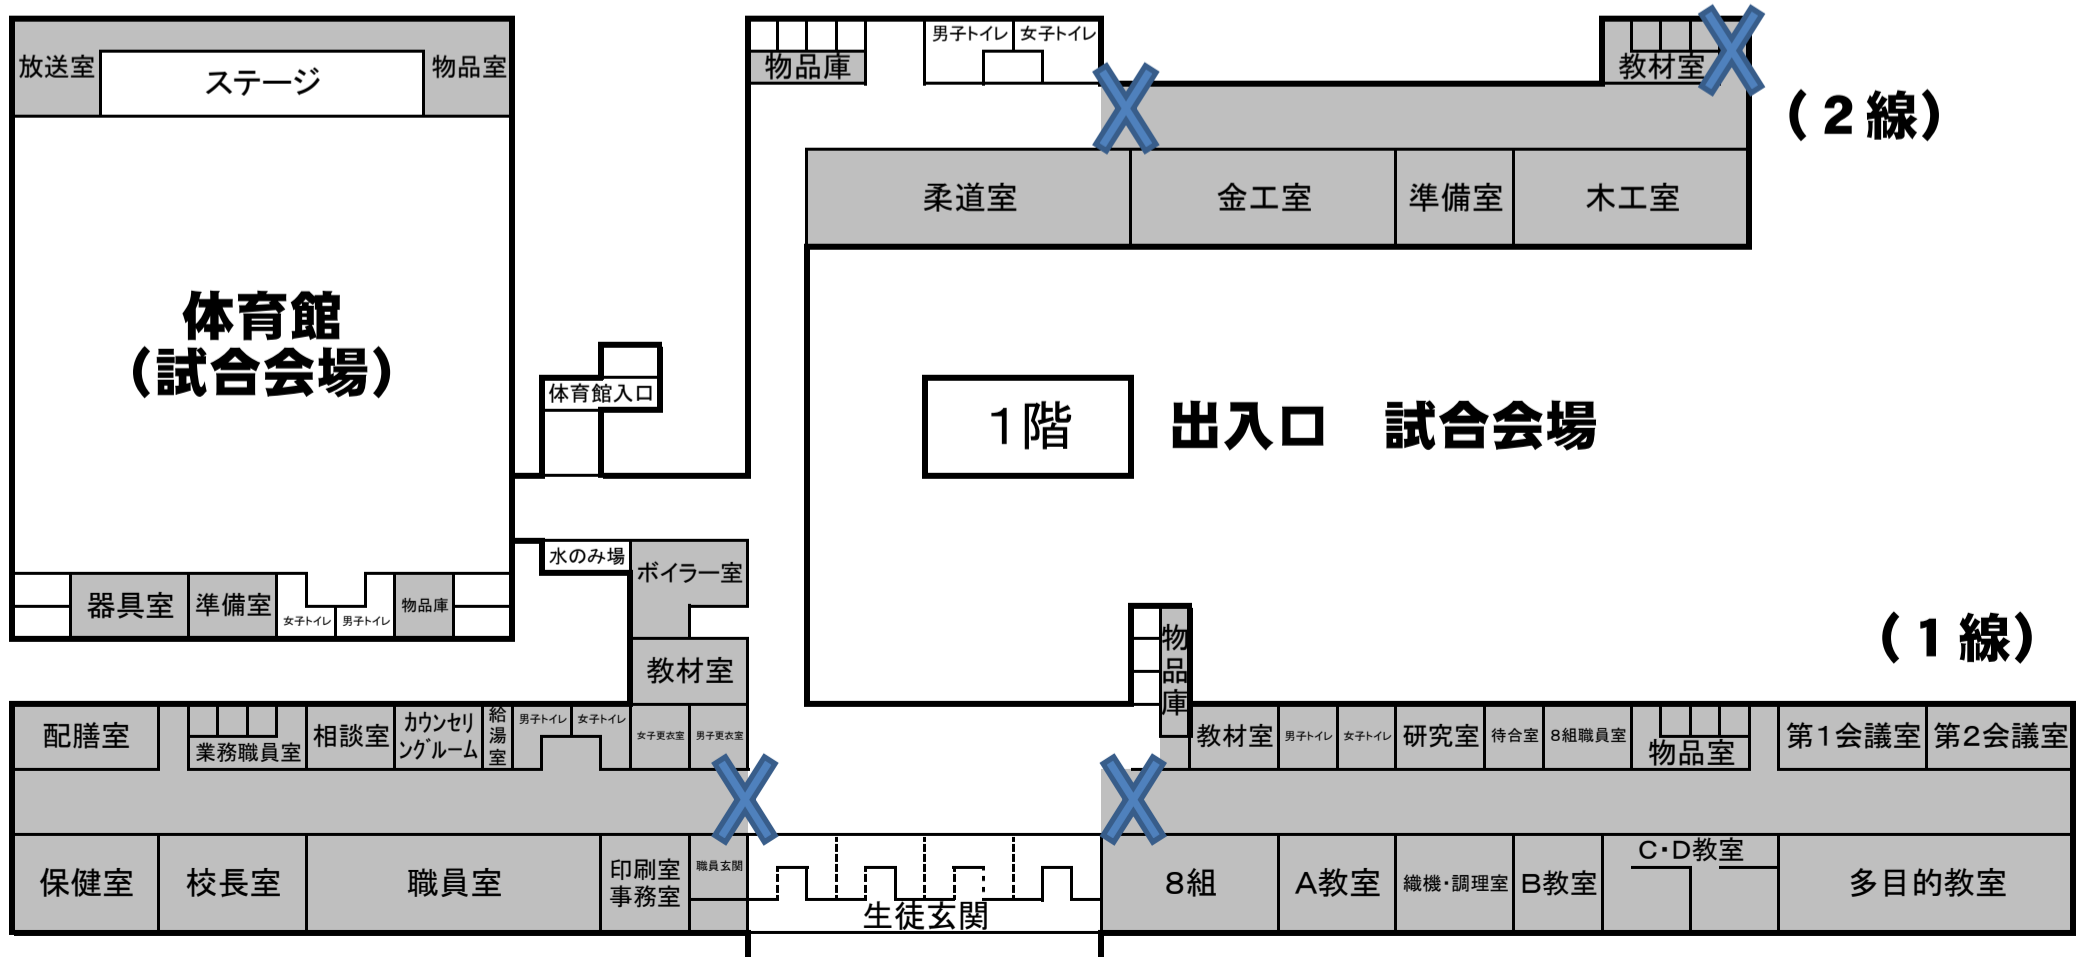 放送室
ステージ
物品室
物品庫
男子トイレ
女子トイレ
教材室
(２線)
柔道室
金工室
準備室
木工室
体育館
(試合会場)
体育館入口
１階
出入口　試合会場
水のみ場
ボイラー室
器具室
準備室
女子トイレ
男子トイレ
物品庫
教材室
物
品
庫
(１線)
配膳室
業務職員室
相談室
カウンセリ
ングルーム
給
湯
室
男子トイレ
女子トイレ
女子更衣室
男子更衣室
教材室
男子トイレ
女子トイレ
研究室
待合室
8組職員室
物品室
第１会議室
第２会議室
保健室
校長室
職員室
印刷室
事務室
職員玄関
生徒玄関
８組
A教室
織機・調理室
B教室
C・D教室
多目的教室